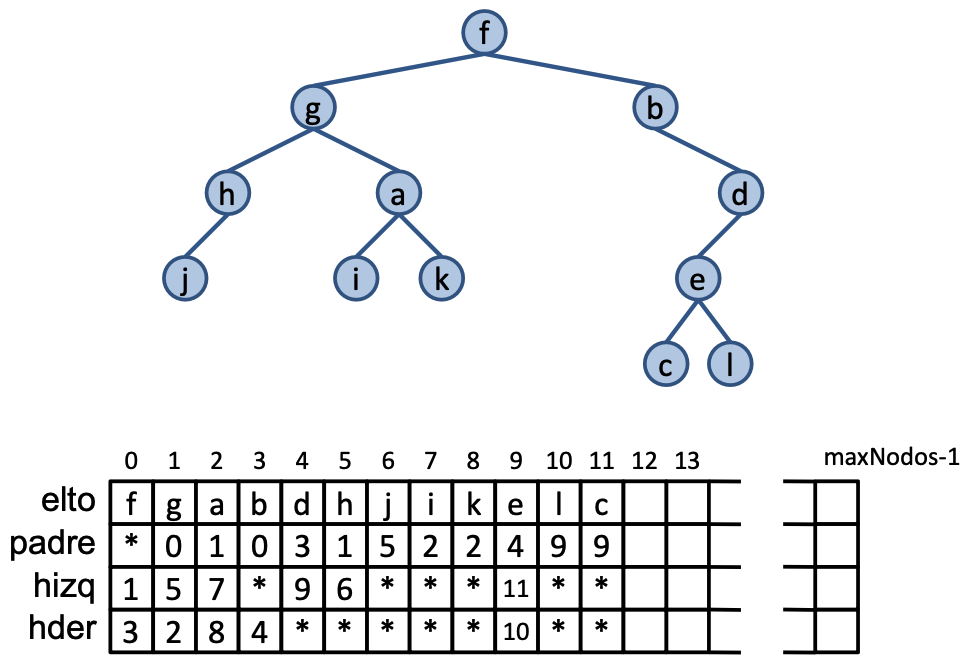 f
g b
h a d
j i k e
c l
0 1 2 3 4 5 6 7 8 9 10 11 12 13 maxNodos-1
elto f g a b d h j i k e l c
padre * 0 1 0 3 1 5 2 2 4 9 9
hizq 1 5 7 * 9 6 * * * 11 * *
hder 3 2 8 4 * * * * * 10 * *